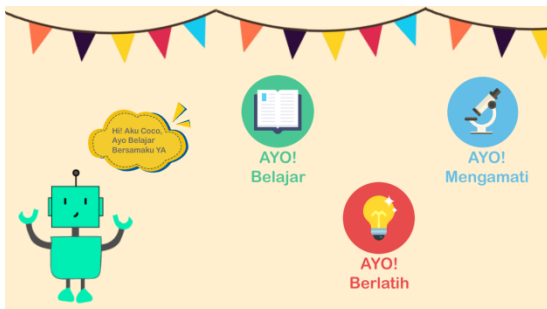 Hi! Aku Coco,
Ayo Belajar
Bersamaku YA
AYO!
Belajar
AYO!
Mengamati
AYO!
Berlatih